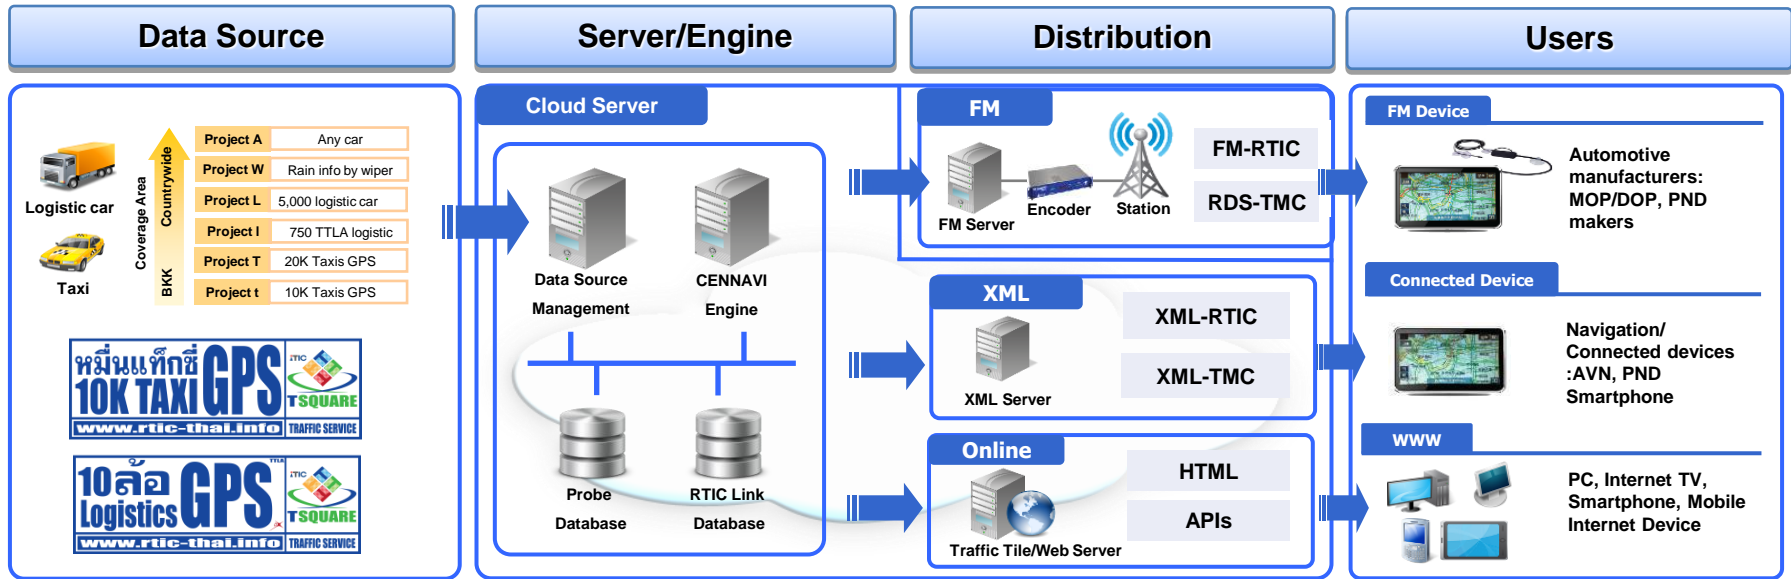 Data Source
Server/Engine
Distribution
Users
Logistic car
Taxi
Coverage Area
BKK Countrywide
Project A Any car
Project W Rain info by wiper
Project L 5,000 logistic car
Project I 750 TTLA logistic
Project T 20K Taxis GPS
Project t 10K Taxis GPS
หมื่นแท็กซี่
10K TAXI GPS
iTIC
TSQUARE
www.rtic-thai.info TRAFFIC SERVICE
10ล้อ
Logistics GPS
TTLA
iTIC
TSQUARE
www.rtic-thai.info TRAFFIC SERVICE
Cloud Server
Data Source
Management
CENNAVI
Engine
Probe
Database
RTIC Link
Database
FM
FM Server
Encoder
Station
FM-RTIC
RDS-TMC
XML
XML Server
XML-RTIC
XML-TMC
Online
Traffic Tile/Web Server
HTML
APIs
FM Device
Automotive
manufacturers:
MOP/DOP, PND
makers
Connected Device
Navigation/
Connected devices
:AVN, PND
Smartphone
WWW
PC, Internet TV,
Smartphone, Mobile
Internet Device